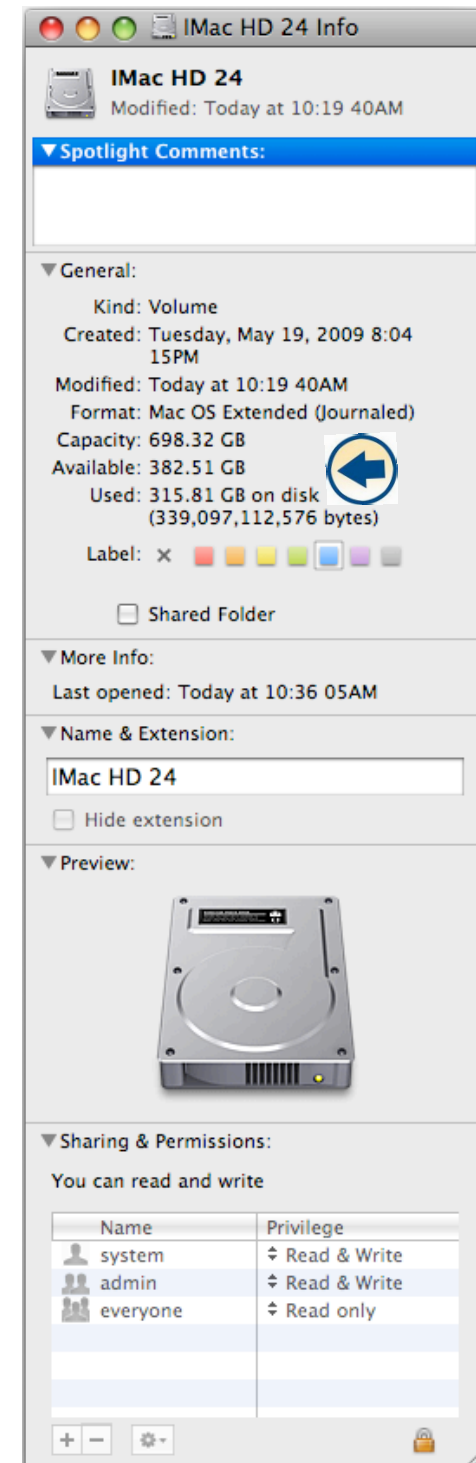 IMac HD 24 Info
IMac HD 24
Modified: Today at 10:19 40AM
Spotlight Comments:
General:
Kind: Volume
Created: Tuesday, May 19, 2009 8:04
15PM
Modified: Today at 10:19 40AM
Format: Mac OS Extended (Journaled)
Capacity: 698.32 GB
Available: 382.51 GB
Used: 315.81 GB on disk
(339,097,112,576 bytes)
Label:
Shared Folder
More Info:
Last opened: Today at 10:36 05AM
Name & Extension:
IMac HD 24
Hide extension
Preview:
Sharing & Permissions:
You can read and write
Name Privilege
system Read & Write
admin Read & Write
everyone Read only